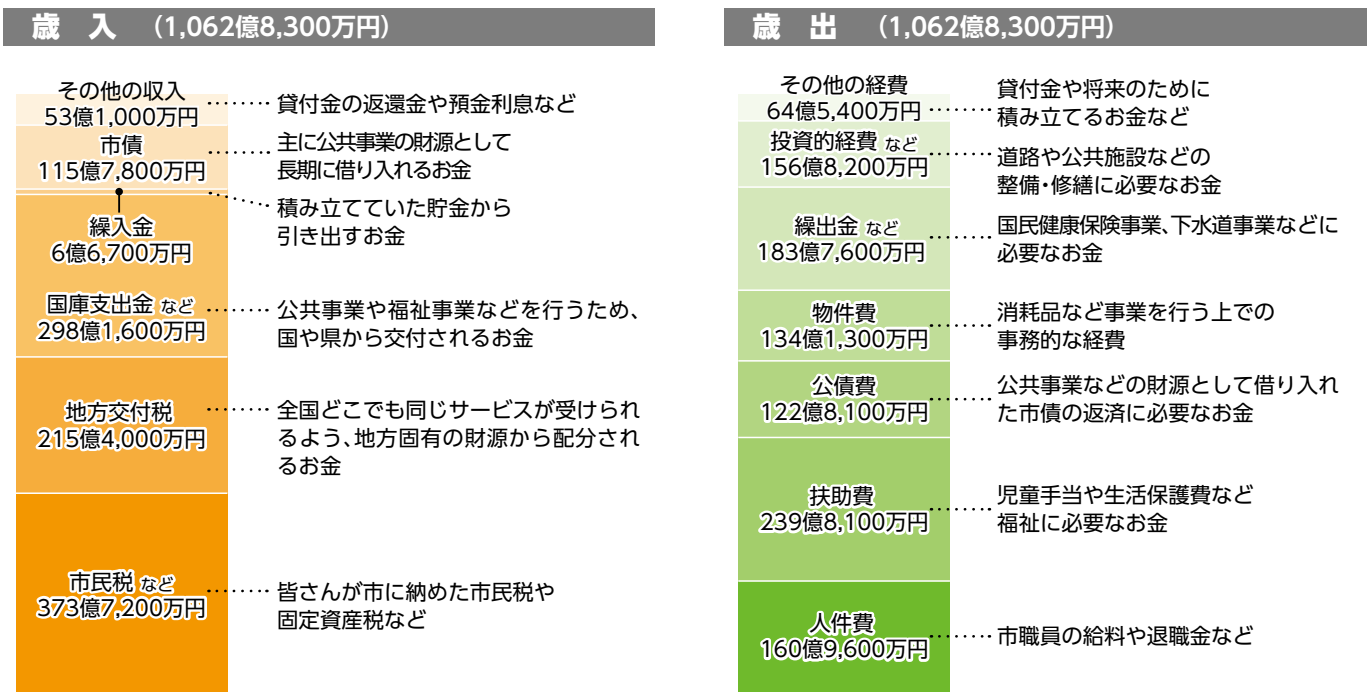 歳 入 (1,062億8,300万円)
その他の収入
53億1,000万円
貸付金の返還金や預金利息など
市債
115億7,800万円
主に公共事業の財源として
長期に借り入れるお金
繰入金
6億6,700万円
積み立てていた貯金から
引き出すお金
国庫支出金 など
298億1,600万円
公共事業や福祉事業などを行うため、
国や県から交付されるお金
地方交付税
215億4,000万円
全国どこでも同じサービスが受けられ
るよう、地方固有の財源から配分され
るお金
市民税 など
373億7,200万円
皆さんが市に納めた市民税や
固定資産税など
歳 出 (1,062億8,300万円)
その他の経費
64億5,400万円
貸付金や将来のために
積み立てるお金など
投資的経費 など
156億8,200万円
道路や公共施設などの
整備・修繕に必要なお金
繰出金 など
183億7,600万円
国民健康保険事業、下水道事業などに
必要なお金
物件費
134億1,300万円
消耗品など事業を行う上での
事務的な経費
公債費
122億8,100万円
公共事業などの財源として借り入れ
た市債の返済に必要なお金
扶助費
239億8,100万円
児童手当や生活保護費など
福祉に必要なお金
人件費
160億9,600万円
市職員の給料や退職金など